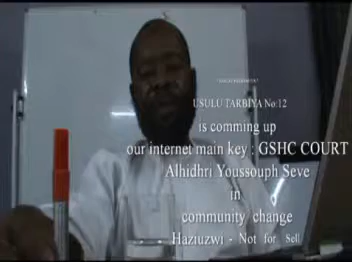 USULU TARBIYA No:12
is comming up
our internet main key : GSHC COURT
Alhidhri Youssouph Seve
in
community change
Haziuzwi - Not for Sell